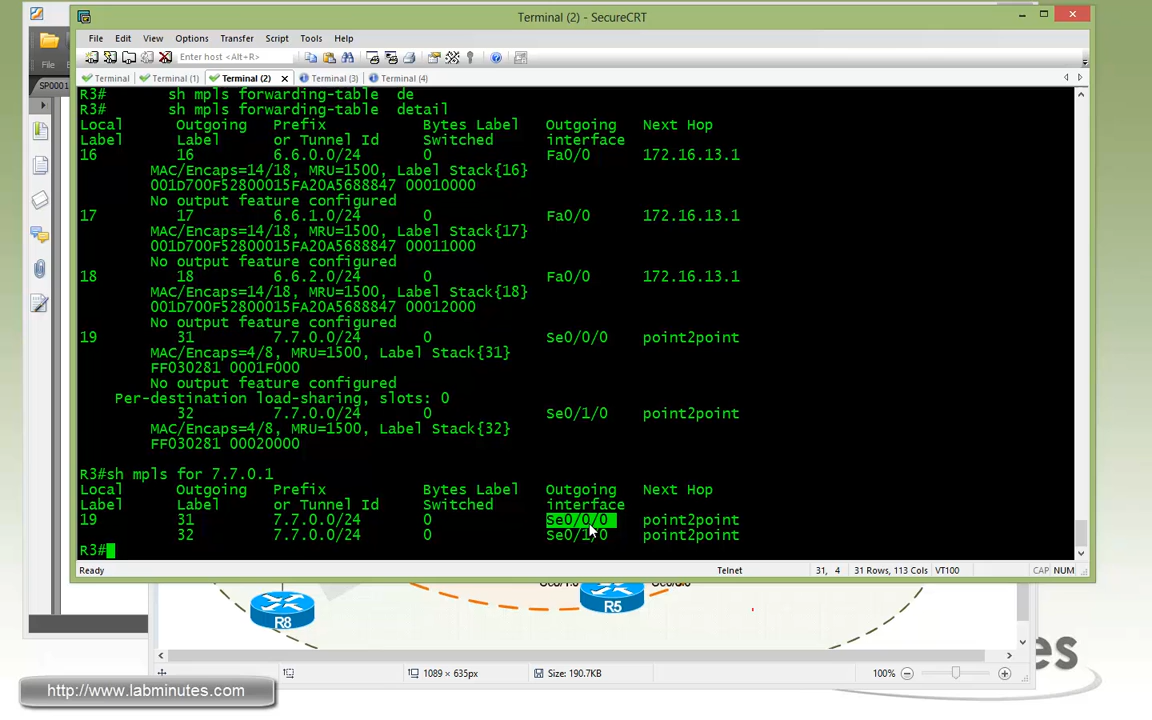 Terminal (2) - SecureCRT
File Edit View Options Transfer Script Tools Help
Enter host <Alt+R>
File
SP0001
Terminal Terminal (1) Terminal (2) Terminal (3) Terminal (4)
R3# sh mpls forwarding-table de
R3# sh mpls forwarding-table detail
Local Outgoing Prefix Bytes Label Outgoing Next Hop
Label Label or Tunnel Id Switched interface
16 16 6.6.0.0/24 0 Fa0/0 172.16.13.1
MAC/Encaps=14/18, MRU=1500, Label Stack{16}
001D700F52800015FA20A5688847 00010000
No output feature configured
17 17 6.6.1.0/24 0 Fa0/0 172.16.13.1
MAC/Encaps=14/18, MRU=1500, Label Stack{17}
001D700F52800015FA20A5688847 00011000
No output feature configured
18 18 6.6.2.0/24 0 Fa0/0 172.16.13.1
MAC/Encaps=14/18, MRU=1500, Label Stack{18}
001D700F52800015FA20A5688847 00012000
No output feature configured
19 31 7.7.0.0/24 0 Se0/0/0 point2point
MAC/Encaps=4/8, MRU=1500, Label Stack{31}
FF030281 0001F000
No output feature configured
Per-destination load-sharing, slots: 0
32 7.7.0.0/24 0 Se0/1/0 point2point
MAC/Encaps=4/8, MRU=1500, Label Stack{32}
FF030281 00020000
R3#sh mpls for 7.7.0.1
Local Outgoing Prefix Bytes Label Outgoing Next Hop
Label Label or Tunnel Id Switched interface
19 31 7.7.0.0/24 0 Se0/0/0 point2point
32 7.7.0.0/24 0 Se0/1/0 point2point
R3#
Ready Telnet 31, 4 31 Rows, 113 Cols VT100 CAP NUM
R5
R8
1089 × 635px Size: 190.7KB 100%
http://www.labminutes.com